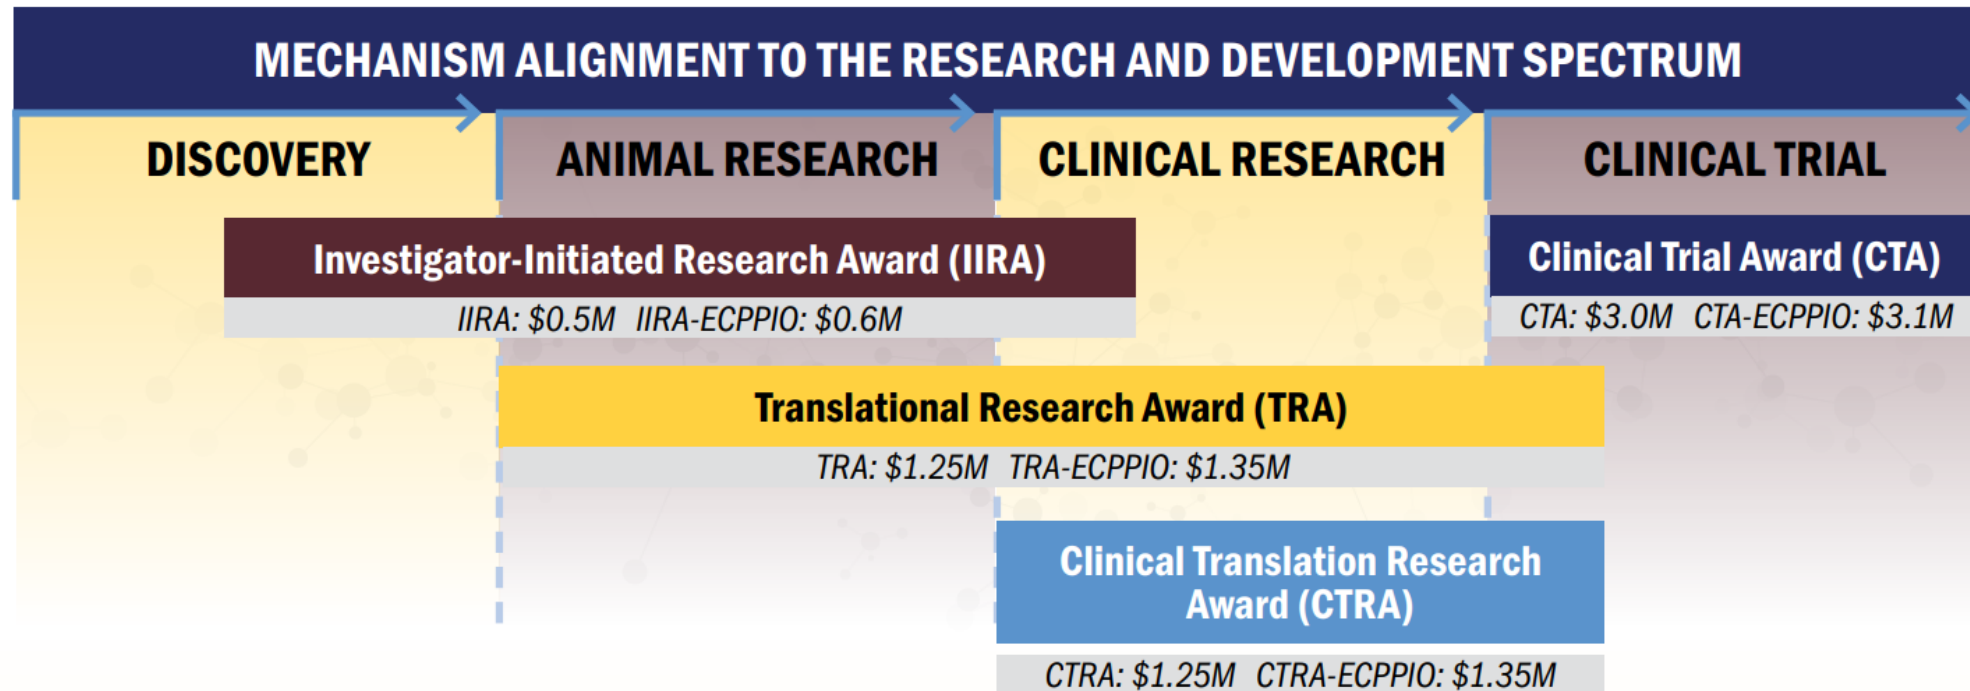 MECHANISM ALIGNMENT TO THE RESEARCH AND DEVELOPMENT SPECTRUM
DISCOVERY
ANIMAL RESEARCH
CLINICAL RESEARCH
CLINICAL TRIAL
Investigator-Initiated Research Award (IIRA)
IIRA: $0.5M IIRA-ECPPIO: $0.6M
Clinical Trial Award (CTA)
CTA: $3.0M CTA-ECPPIO: $3.1M
Translational Research Award (TRA)
TRA: $1.25M TRA-ECPPIO: $1.35M
Clinical Translation Research
Award (CTRA)
CTRA: $1.25M CTRA-ECPPIO: $1.35M